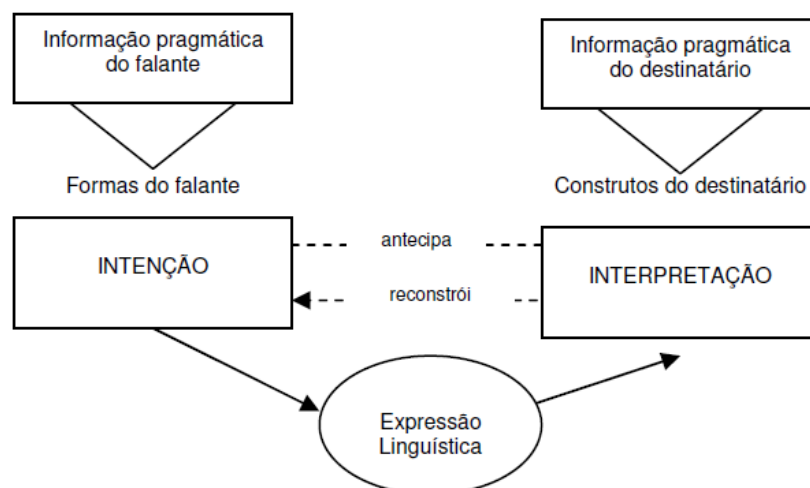 Informação pragmática
do falante
Informação pragmática
do destinatário
Formas do falante
Construtos do destinatário
INTENÇÃO
antecipa
reconstrói
INTERPRETAÇÃO
Expressão
Linguística